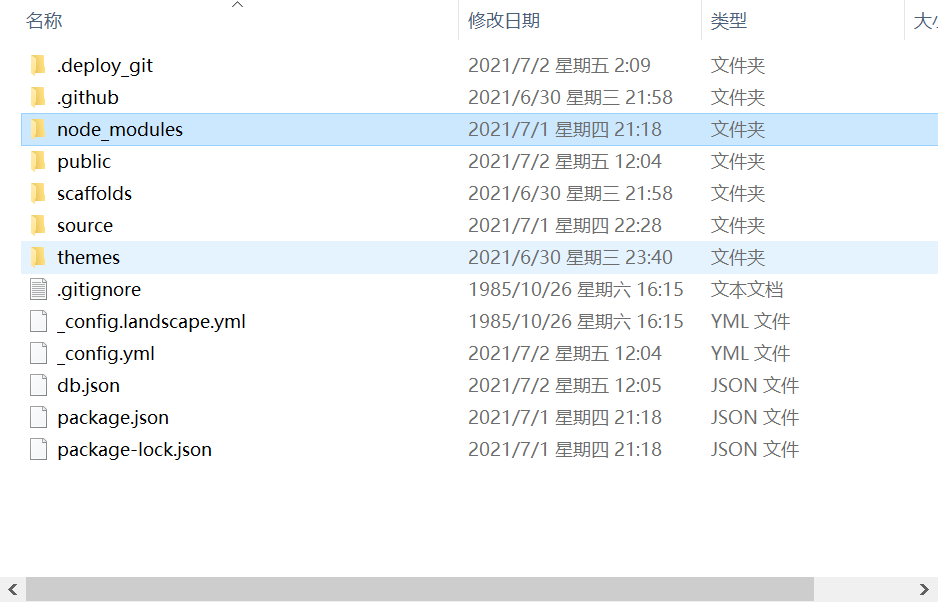 名称 修改日期 类型 大小
.deploy_git 2021/7/2 星期五 2:09 文件夹
.github 2021/6/30 星期三 21:58 文件夹
node_modules 2021/7/1 星期四 21:18 文件夹
public 2021/7/2 星期五 12:04 文件夹
scaffolds 2021/6/30 星期三 21:58 文件夹
source 2021/7/1 星期四 22:28 文件夹
themes 2021/6/30 星期三 23:40 文件夹
.gitignore 1985/10/26 星期六 16:15 文本文档
_config.landscape.yml 1985/10/26 星期六 16:15 YML 文件
_config.yml 2021/7/2 星期五 12:04 YML 文件
db.json 2021/7/2 星期五 12:05 JSON 文件
package.json 2021/7/1 星期四 21:18 JSON 文件
package-lock.json 2021/7/1 星期四 21:18 JSON 文件